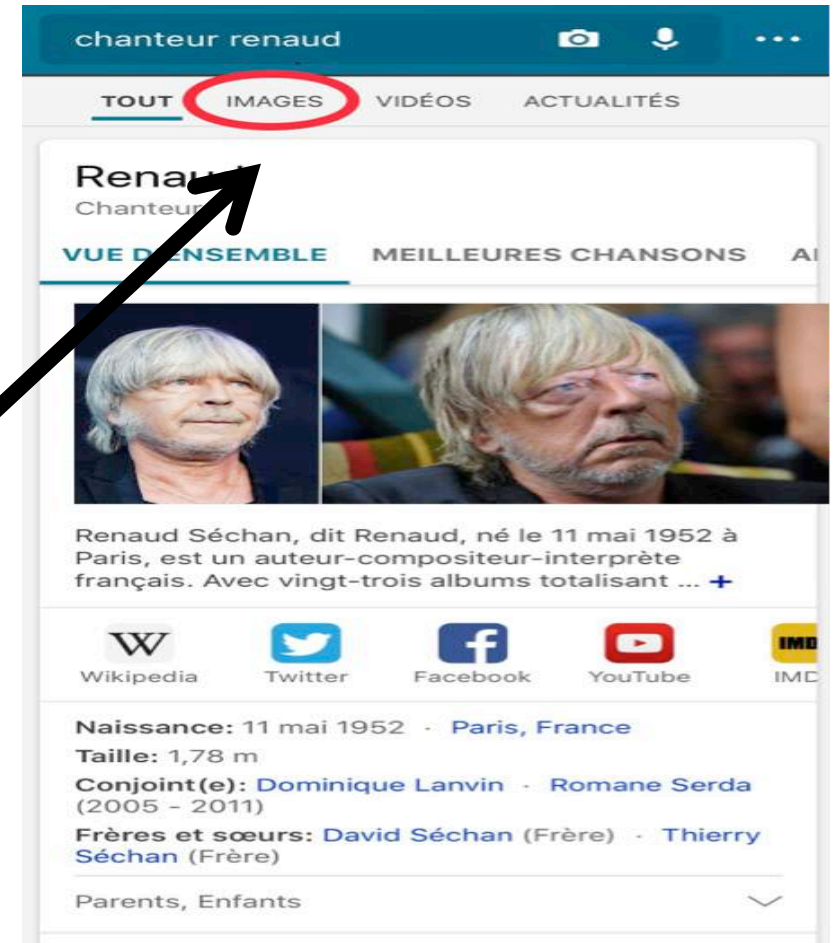 chanteur renaud
TOUT IMAGES VIDÉOS ACTUALITÉS
Chanteur
VUE D'ENSEMBLE MEILLEURES CHANSONS
Renaud Séchan, dit Renaud, né le 11 mai 1952 à
Paris, est un auteur-compositeur-interprète
français. Avec vingt-trois albums totalisant ... +
W
Wikipedia Twitter Facebook YouTube
Naissance: 11 mai 1952 · Paris, France
Taille: 1,78 m
Conjoint(e): Dominique Lanvin · Romane Serda
(2005 - 2011)
Frères et sœurs: David Séchan (Frère) · Thierry
Séchan (Frère)
Parents, Enfants